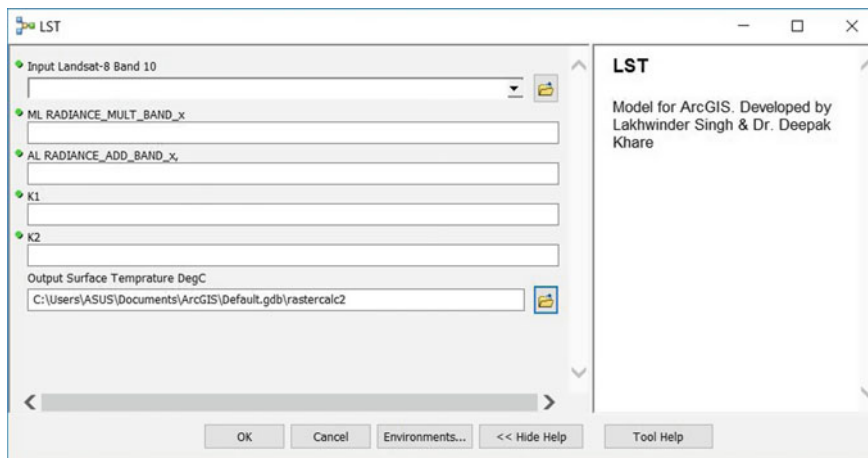 LST
Input Landsat-8 Band 10
ML RADIANCE_MULT_BAND_x
AL RADIANCE_ADD_BAND_x,
K1
K2
Output Surface Temprature DegC
C:\Users\ASUS\Documents\ArcGIS\Default.gdb\rastercalc2
OK
Cancel
Environments...
<< Hide Help
Tool Help
LST
Model for ArcGIS. Developed by
Lakhwinder Singh & Dr. Deepak
Khare